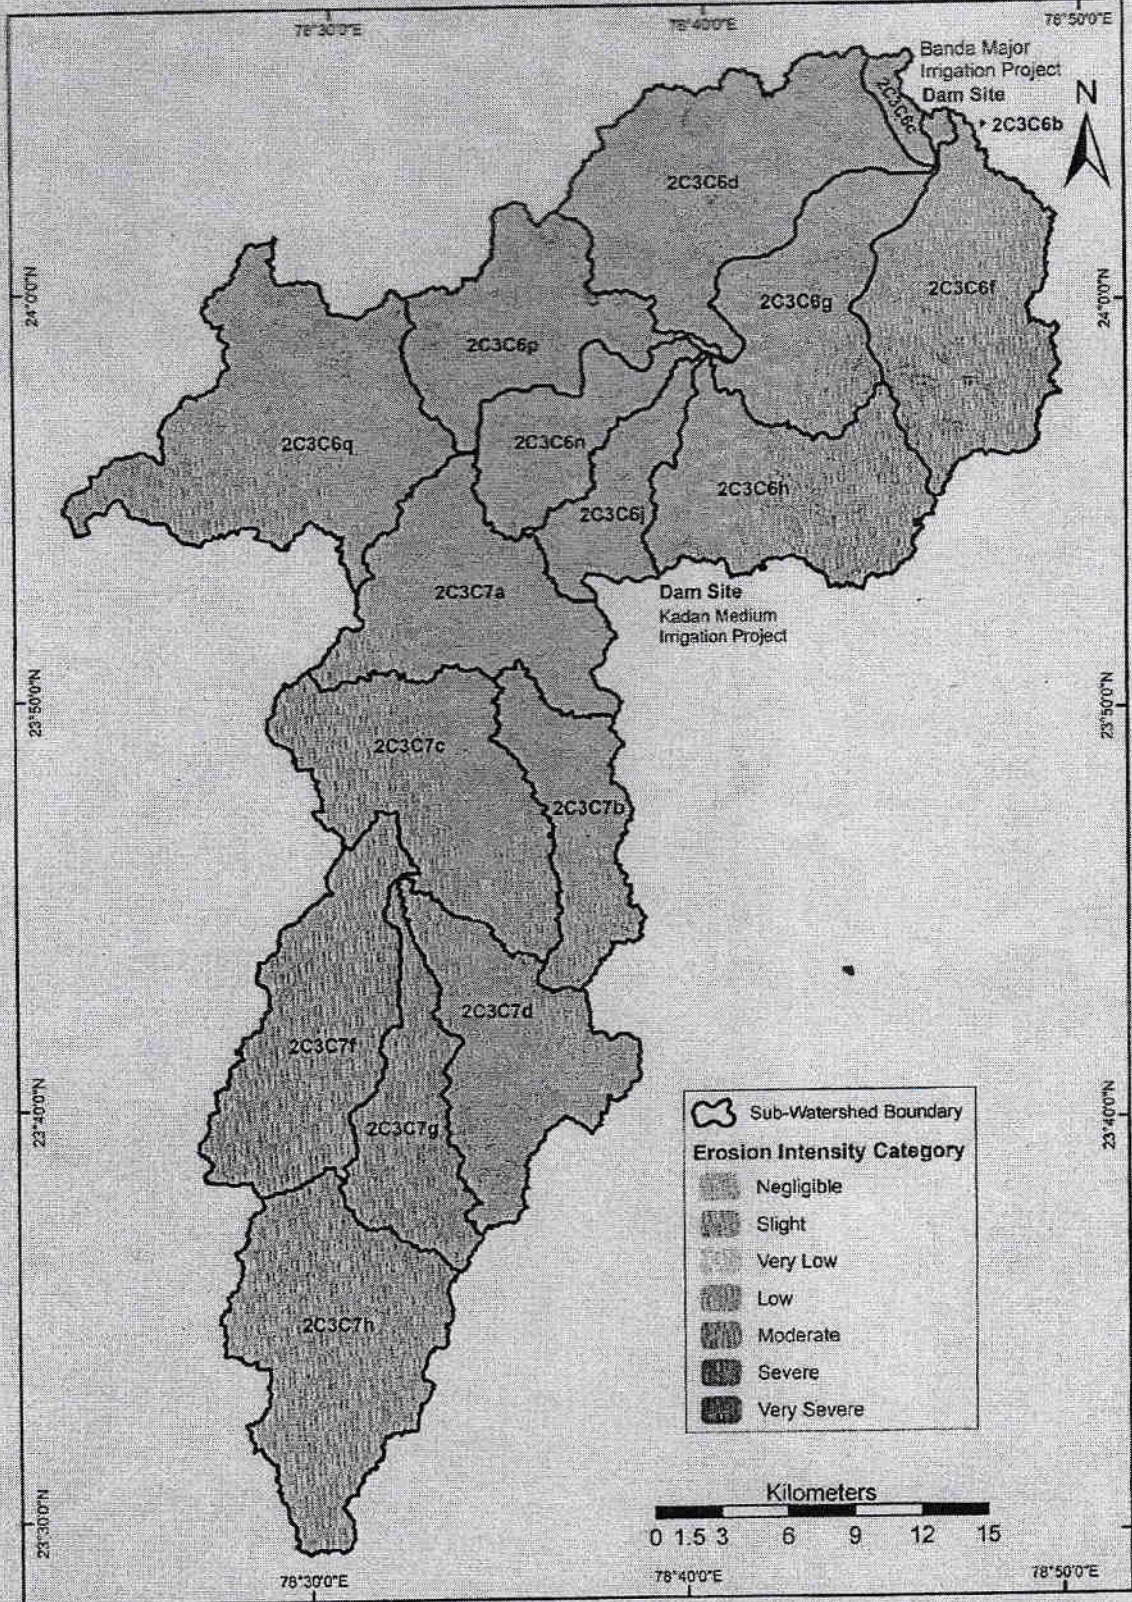 78°30'0"E
78°40'0"E
78°50'0"E
Banda Major
Irrigation Project
Dam Site
N
2C3C6c
2C3C6b
2C3C6d
24°0'0"N
2C3C6g
2C3C6f
24°0'0"N
2C3C6p
2C3C6q
2C3C6n
2C3C6h
2C3C6j
2C3C7a
Dam Site
Kadan Medium
Irrigation Project
23°50'0"N
23°50'0"N
2C3C7c
2C3C7b
2C3C7d
2C3C7f
2C3C7g
23°40'0"N
23°40'0"N
Sub-Watershed Boundary
Erosion Intensity Category
Negligible
Slight
Very Low
Low
Moderate
Severe
Very Severe
2C3C7h
Kilometers
0 1.5 3 6 9 12 15
23°30'0"N
78°30'0"E
78°40'0"E
78°50'0"E